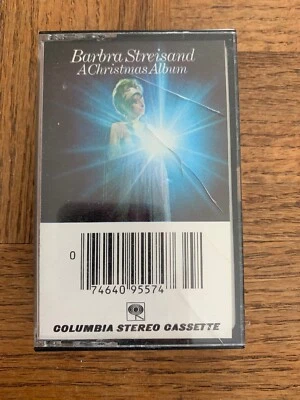 Barbra Streisand
A Christmas Album
0
74640 95574
COLUMBIA STEREO CASSETTE